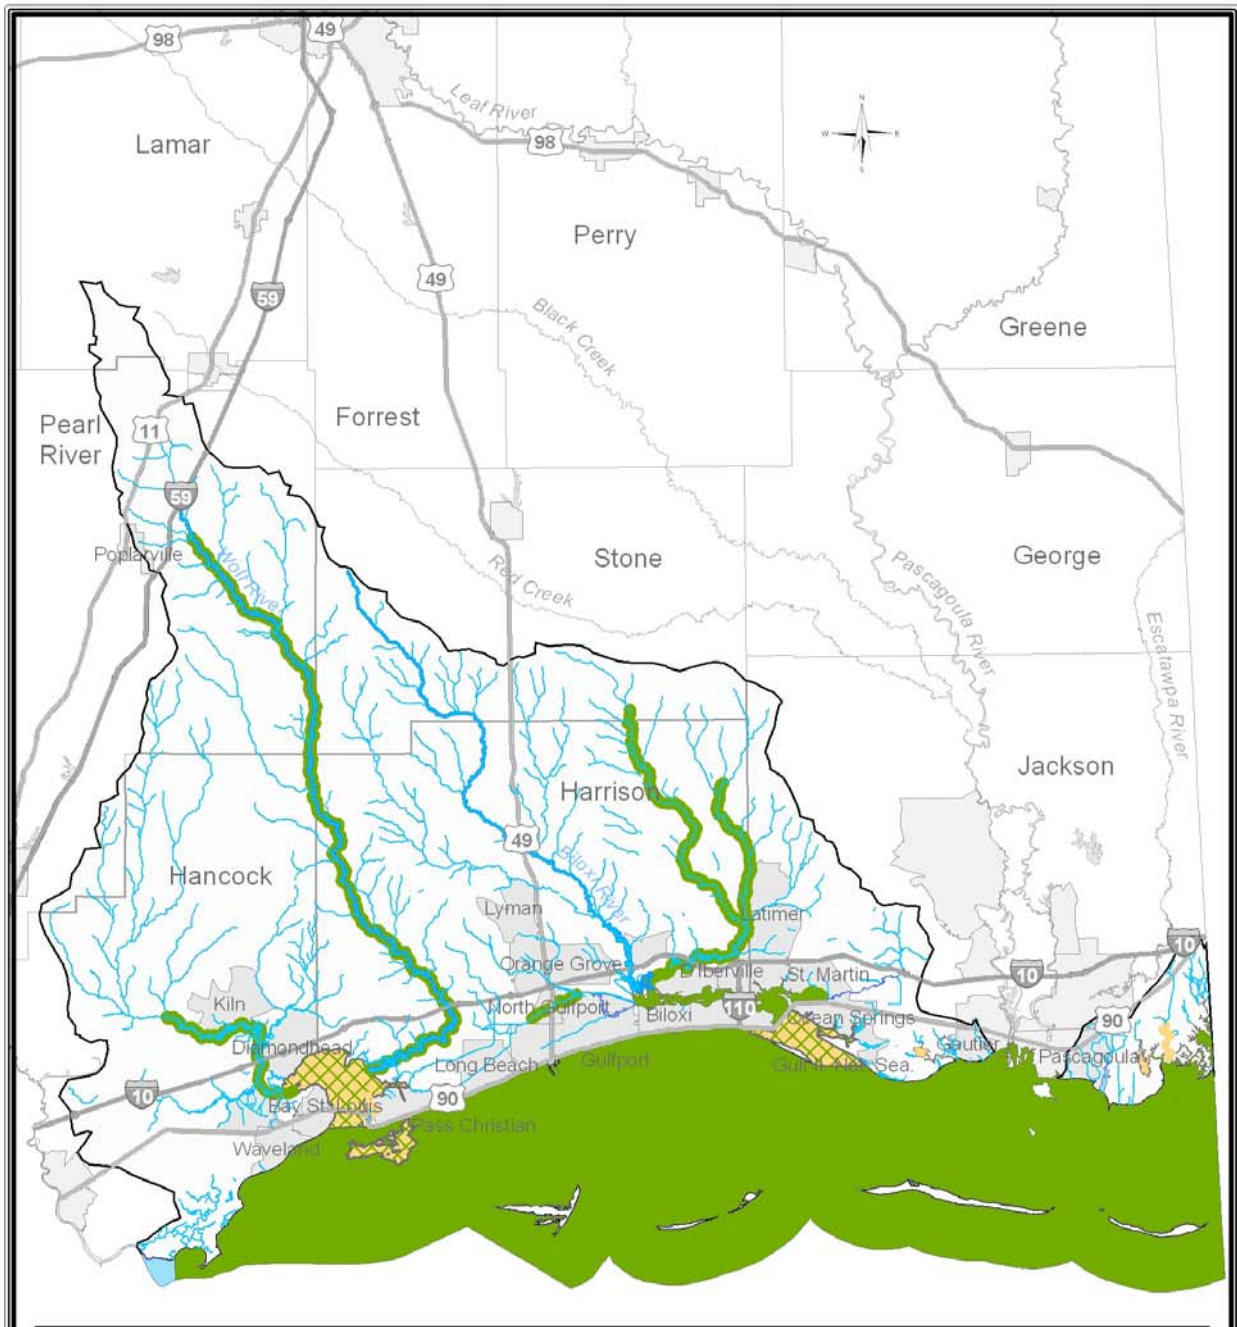 49
98
Leaf River
98
N
W
E
S
Lamar
Perry
49
59
Black Creek
Greene
Pearl
River
11
Forrest
59
Poplarville
Wolf River
Stone
Red Creek
Pascagoula River
George
Escatawpa River
Jackson
Harrison
49
Biloxi River
Hancock
Lyman
Latimer
Orange Grove
D'Iberville
St. Martin
10
10
Kiln
North Gulfport
Biloxi
110
Ocean Springs
90
Diamondhead
Long Beach
Gulfport
Gulf Il. Nat. Sea.
Gautier
Pascagoula
10
Bay St. Louis
90
Pass Christian
Waveland